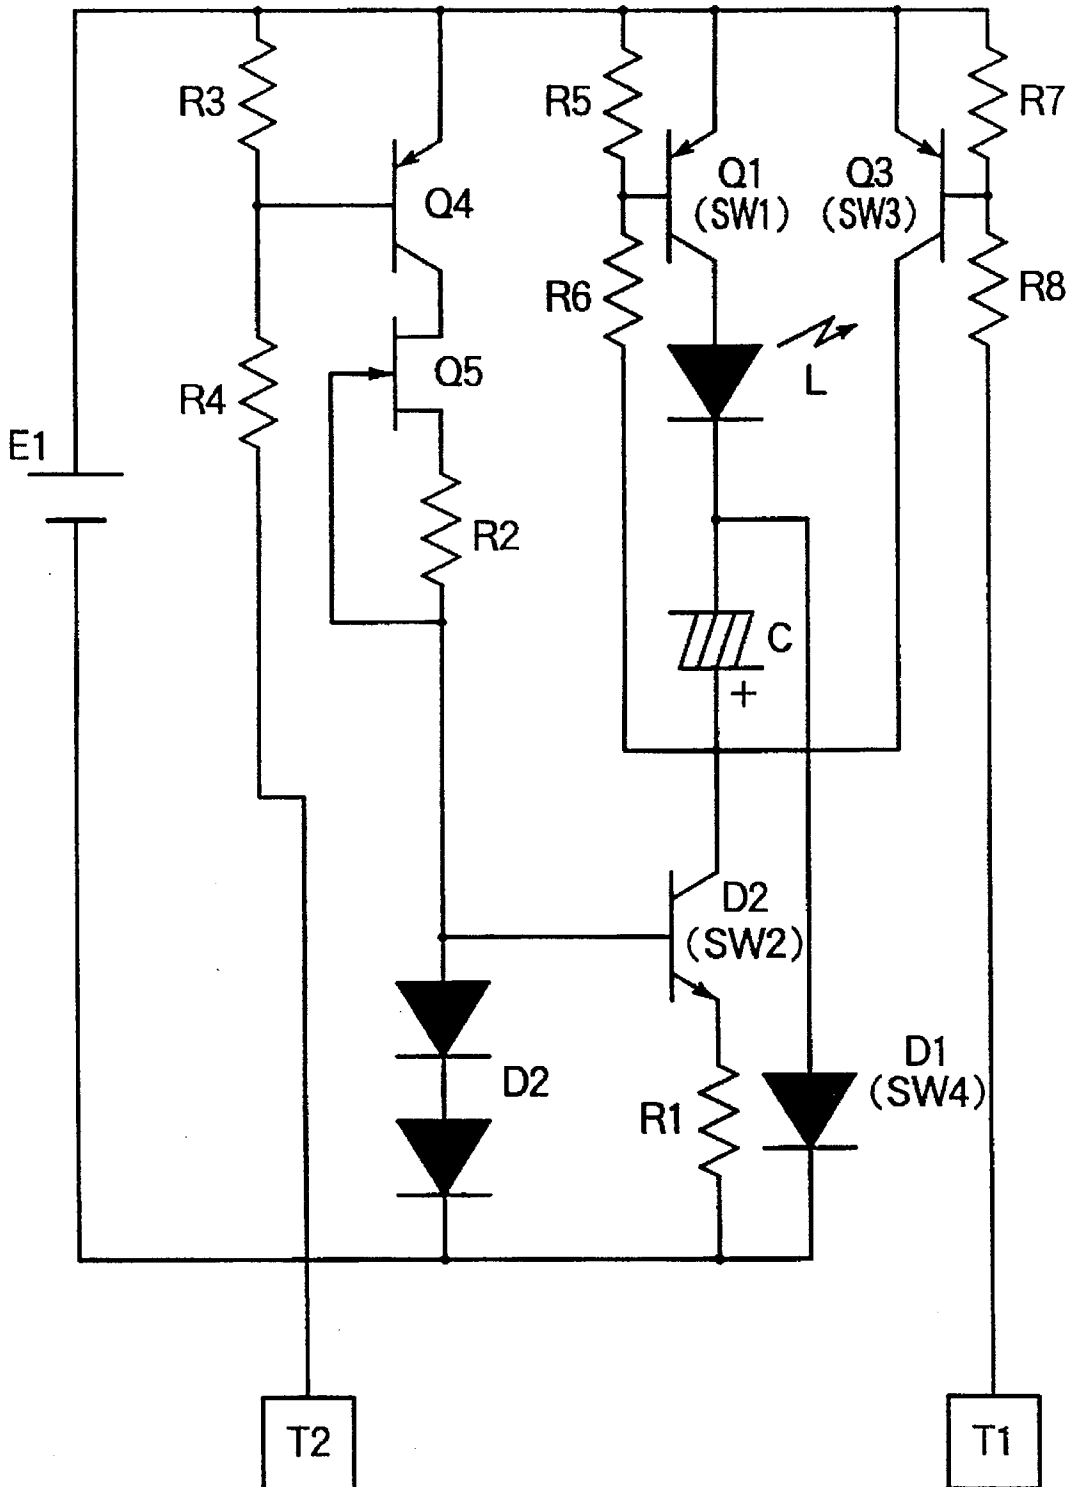 R3
R5
R7
Q4
Q1
(SW1)
Q3
(SW3)
R6
R8
Q5
L
R4
E1
R2
C
+
D2
(SW2)
D1
(SW4)
D2
R1
T2
T1